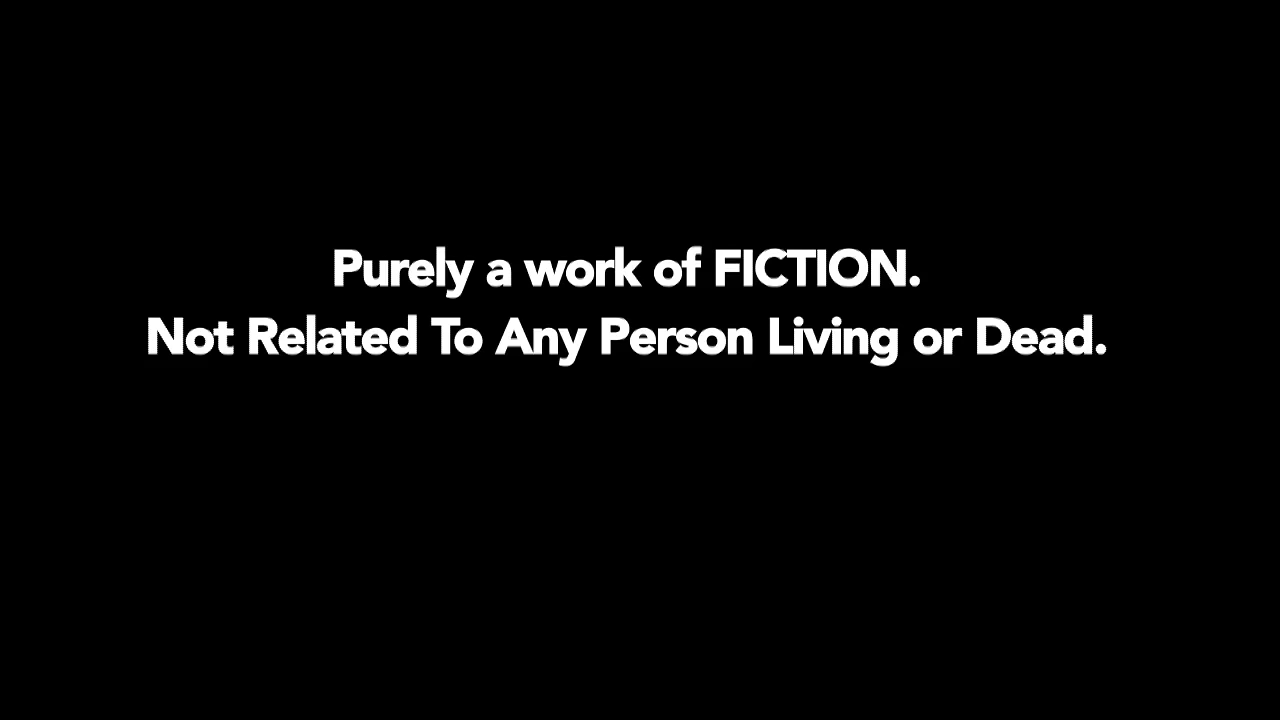 Purely a work of FICTION.
Not Related To Any Person Living or Dead.